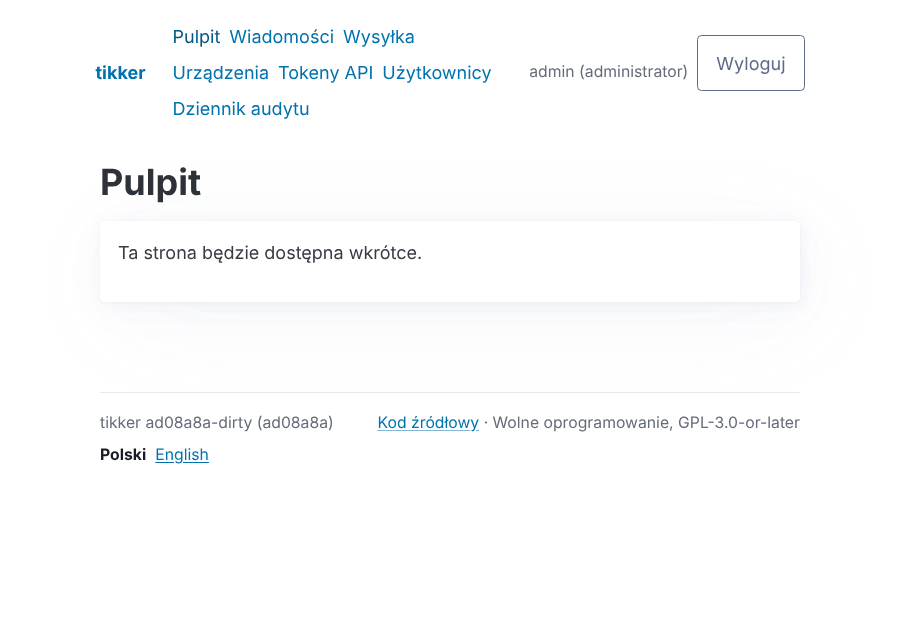 tikker
Pulpit Wiadomości Wysyłka
Urządzenia Tokeny API Użytkownicy
Dziennik audytu
admin (administrator)
Wyloguj
Pulpit
Ta strona będzie dostępna wkrótce.
tikker ad08a8a-dirty (ad08a8a)
Kod źródłowy · Wolne oprogramowanie, GPL-3.0-or-later
Polski English